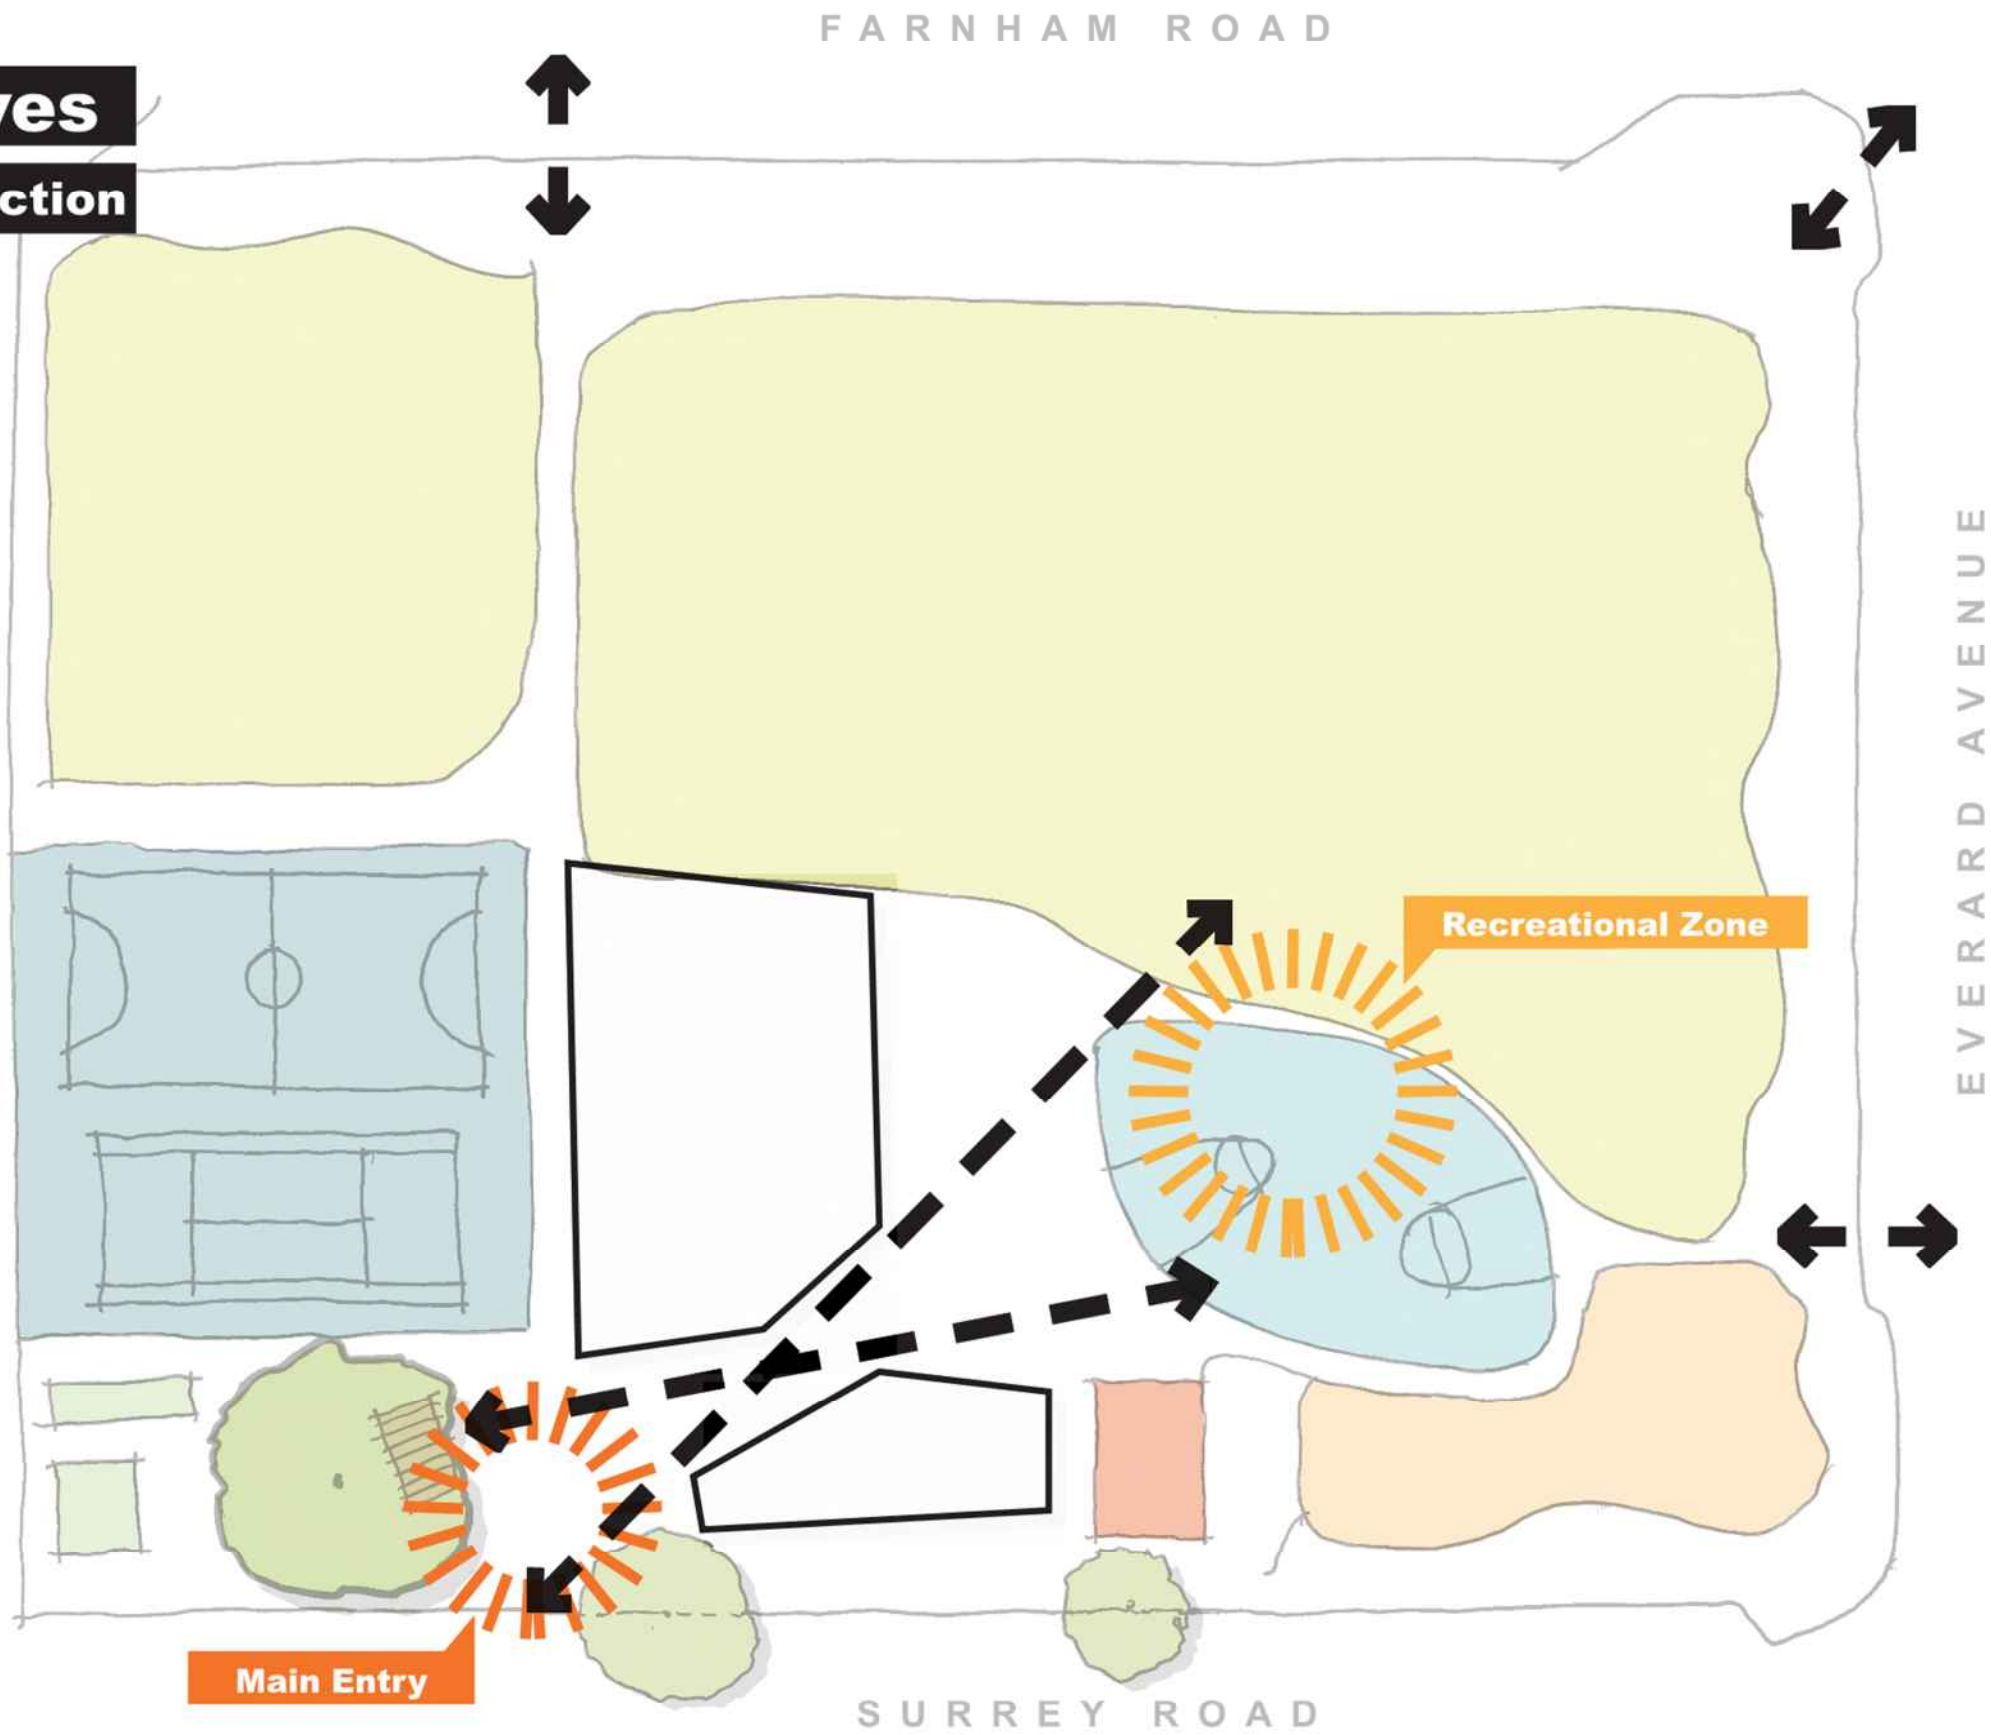 FARNHAM ROAD
ves
ction
EVERARD AVENUE
Recreational Zone
Main Entry
SURREY ROAD